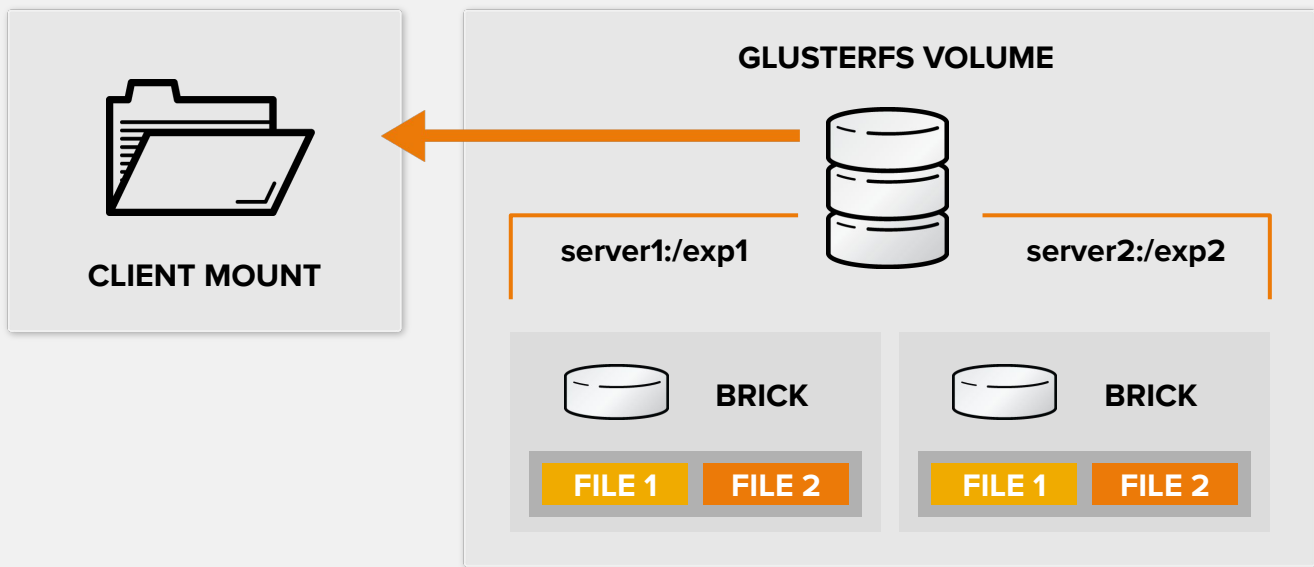 GLUSTERFS VOLUME
CLIENT MOUNT
server1:/exp1
server2:/exp2
BRICK
FILE 1
FILE 2
BRICK
FILE 1
FILE 2